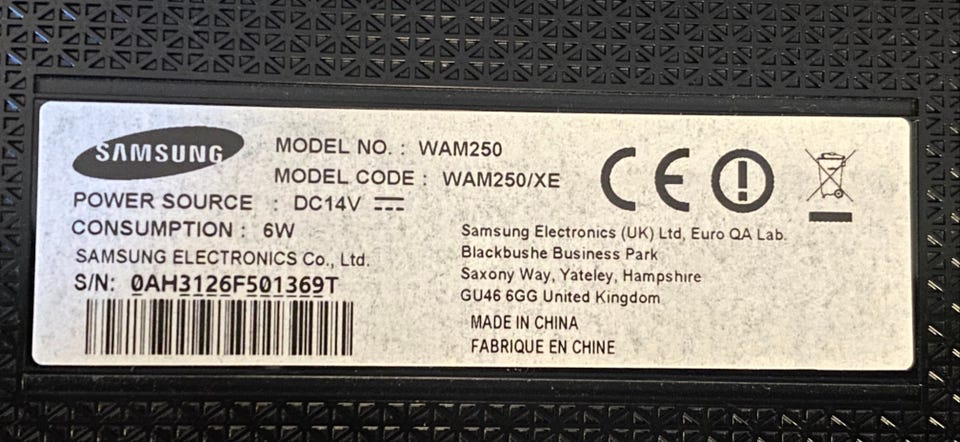 SAMSUNG
MODEL NO. : WAM250
MODEL CODE : WAM250/XE
POWER SOURCE : DC14V
CONSUMPTION : 6W
SAMSUNG ELECTRONICS Co., Ltd.
S/N: 0AH3126F501369T
Samsung Electronics (UK) Ltd, Euro QA Lab.
Blackbushe Business Park
Saxony Way, Yateley, Hampshire
GU46 6GG United Kingdom
MADE IN CHINA
FABRIQUE EN CHINE
CE